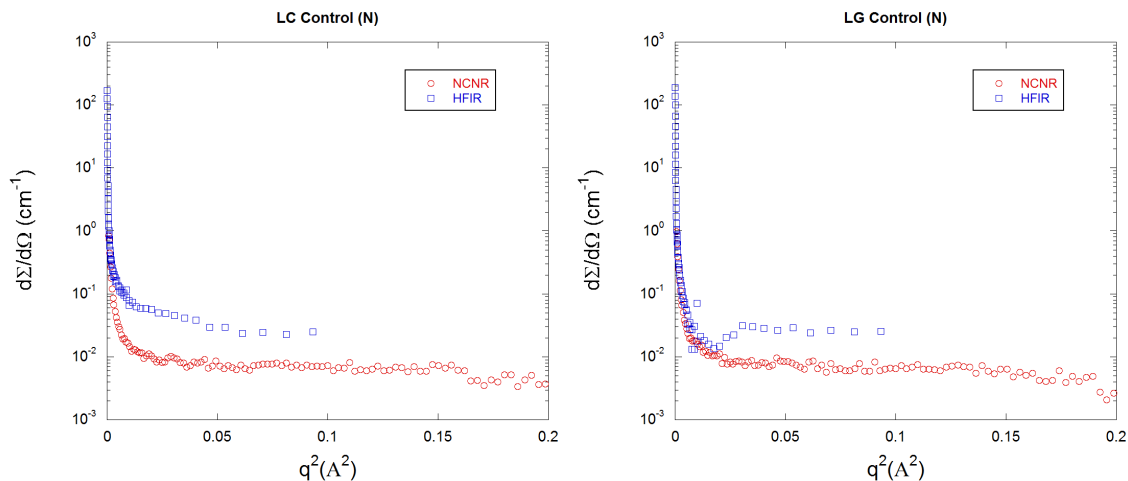 LC Control (N)
10³
10²
10¹
10⁰
10⁻¹
10⁻²
10⁻³
dΣ/dΩ (cm⁻¹)
NCNR
HFIR
0
0.05
0.1
0.15
0.2
q²(A²)
LG Control (N)
10³
10²
10¹
10⁰
10⁻¹
10⁻²
10⁻³
dΣ/dΩ (cm⁻¹)
NCNR
HFIR
0
0.05
0.1
0.15
0.2
q²(A²)